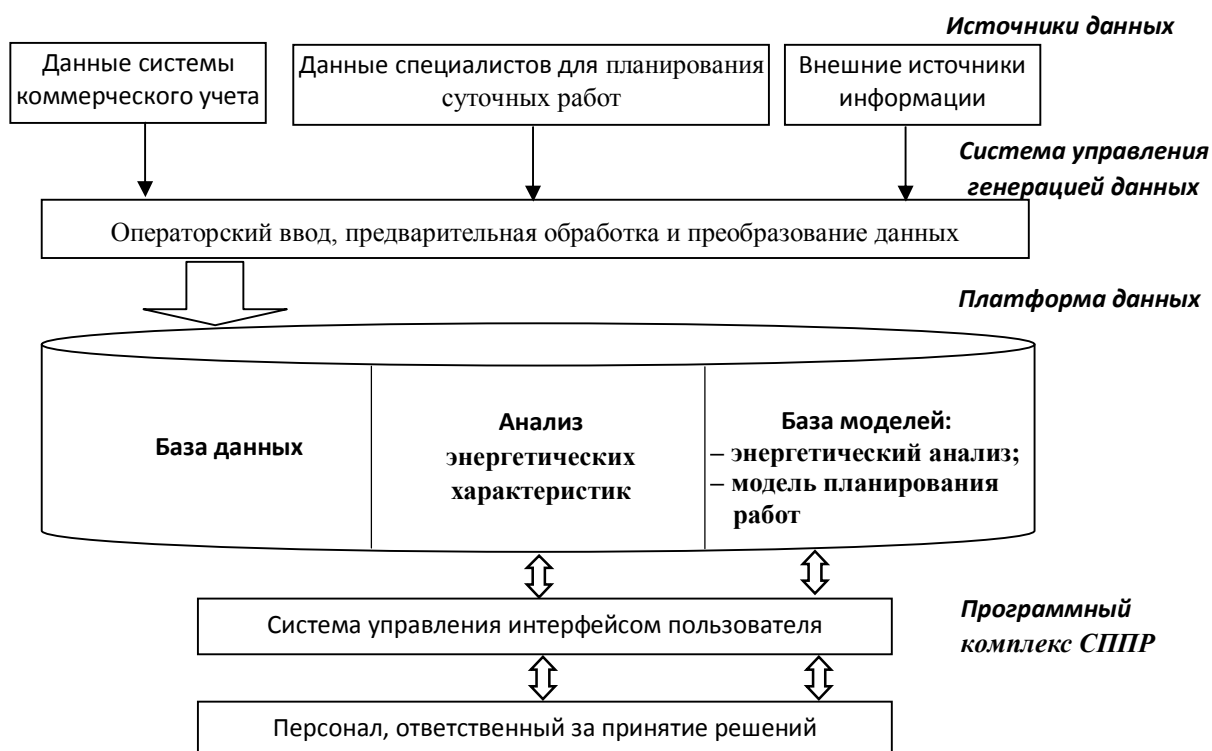 Источники данных
Данные системы
коммерческого учета
Данные специалистов для планирования
суточных работ
Внешние источники
информации
Система управления
генерацией данных
Операторский ввод, предварительная обработка и преобразование данных
Платформа данных
База данных
Анализ
энергетических
характеристик
База моделей:
– энергетический анализ;
– модель планирования
работ
Система управления интерфейсом пользователя
Программный
комплекс СППР
Персонал, ответственный за принятие решений